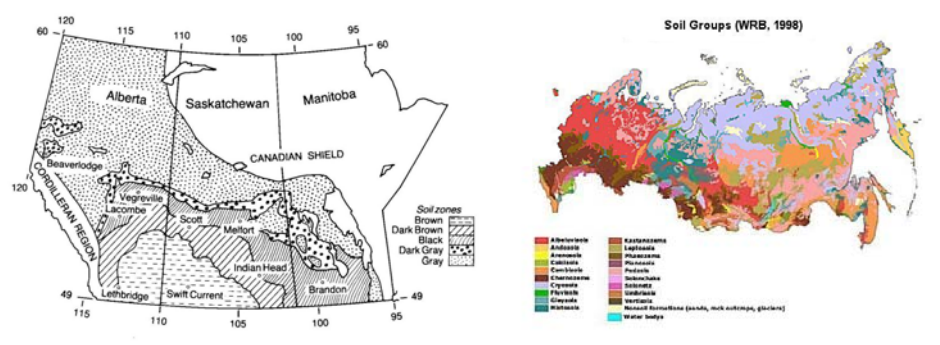 120
60
110
100
60
Alberta
Saskatchewan
Manitoba
CANADIAN SHIELD
Beaverlodge
120
CORDILLERAN REGION
Vegreville
Lacombe
Scott
Melfort
Indian Head
Brandon
Lethbridge
Swift Current
49
49
115
110
105
100
95
Soil zones
Brown
Dark Brown
Black
Dark Gray
Gray
Soil Groups (WRB, 1998)
Albeluvisols
Andosols
Arenosols
Calcisols
Cambisols
Chernozems
Cryosols
Fluvisols
Gleysols
Histosols
Kastanozems
Leptosols
Phaeozems
Planosols
Podzols
Solonchaks
Solonetz
Umbrisols
Vertisols
Nonsoil formations (sands, rock outcrops, glaciers)
Water bodys